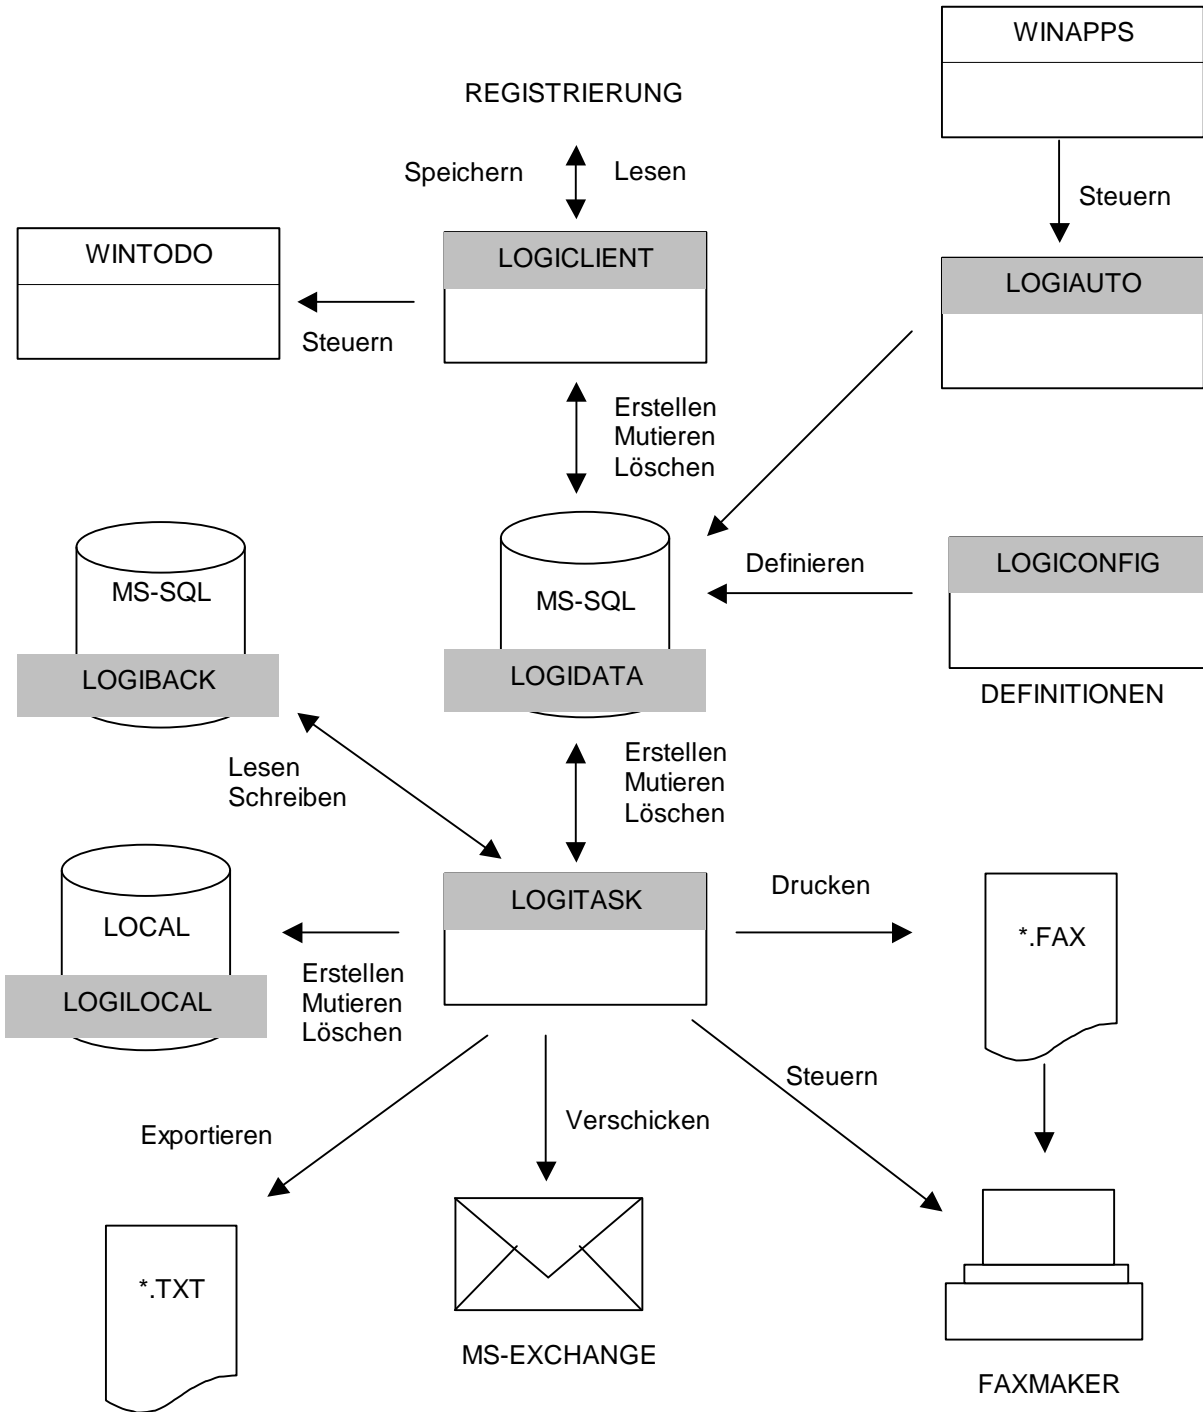 WINAPPS
REGISTRIERUNG
Speichern
Lesen
Steuern
WINTODO
LOGICLIENT
LOGIAUTO
Steuern
Erstellen
Mutieren
Löschen
MS-SQL
LOGIBACK
MS-SQL
LOGIDATA
Definieren
LOGICONFIG
DEFINITIONEN
Lesen
Schreiben
Erstellen
Mutieren
Löschen
LOCAL
LOGILOCAL
Erstellen
Mutieren
Löschen
LOGITASK
Drucken
*.FAX
Steuern
Exportieren
Verschicken
*.TXT
MS-EXCHANGE
FAXMAKER